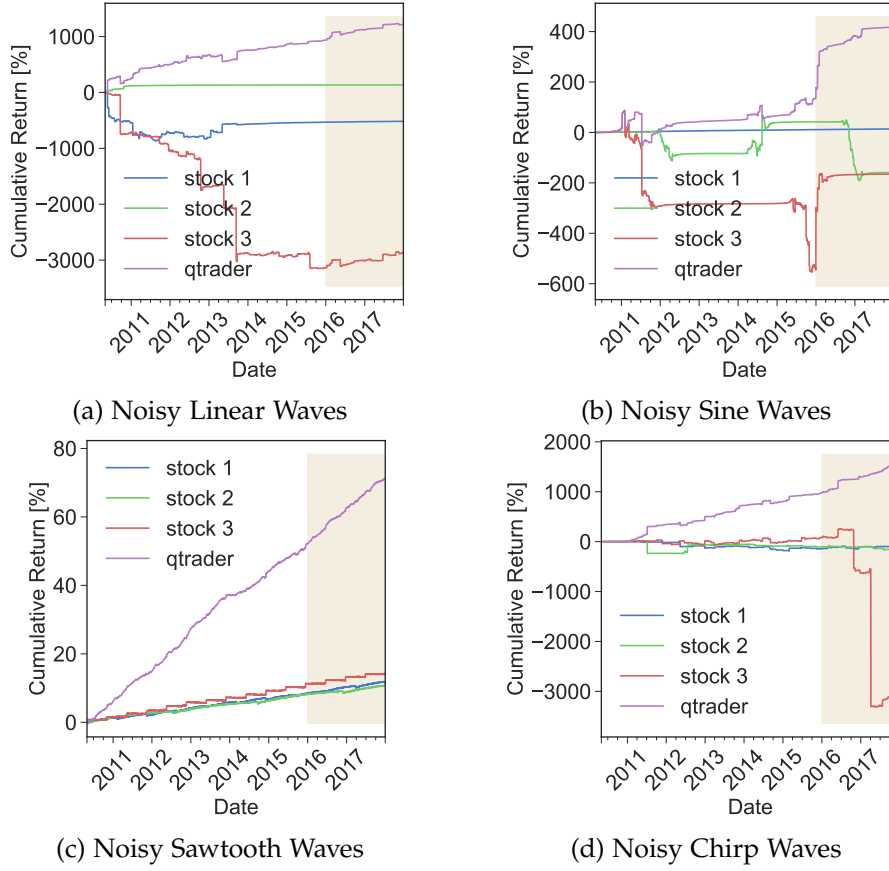 Cumulative Return [%]
1000
0
−1000
−2000
−3000
stock 1
stock 2
stock 3
qtrader
2011
2012
2013
2014
2015
2016
2017
Date
(a) Noisy Linear Waves
Cumulative Return [%]
400
200
0
−200
−400
−600
stock 1
stock 2
stock 3
qtrader
2011
2012
2013
2014
2015
2016
2017
Date
(b) Noisy Sine Waves
Cumulative Return [%]
80
60
40
20
0
stock 1
stock 2
stock 3
qtrader
2011
2012
2013
2014
2015
2016
2017
Date
(c) Noisy Sawtooth Waves
Cumulative Return [%]
2000
1000
0
−1000
−2000
−3000
stock 1
stock 2
stock 3
qtrader
2011
2012
2013
2014
2015
2016
2017
Date
(d) Noisy Chirp Waves